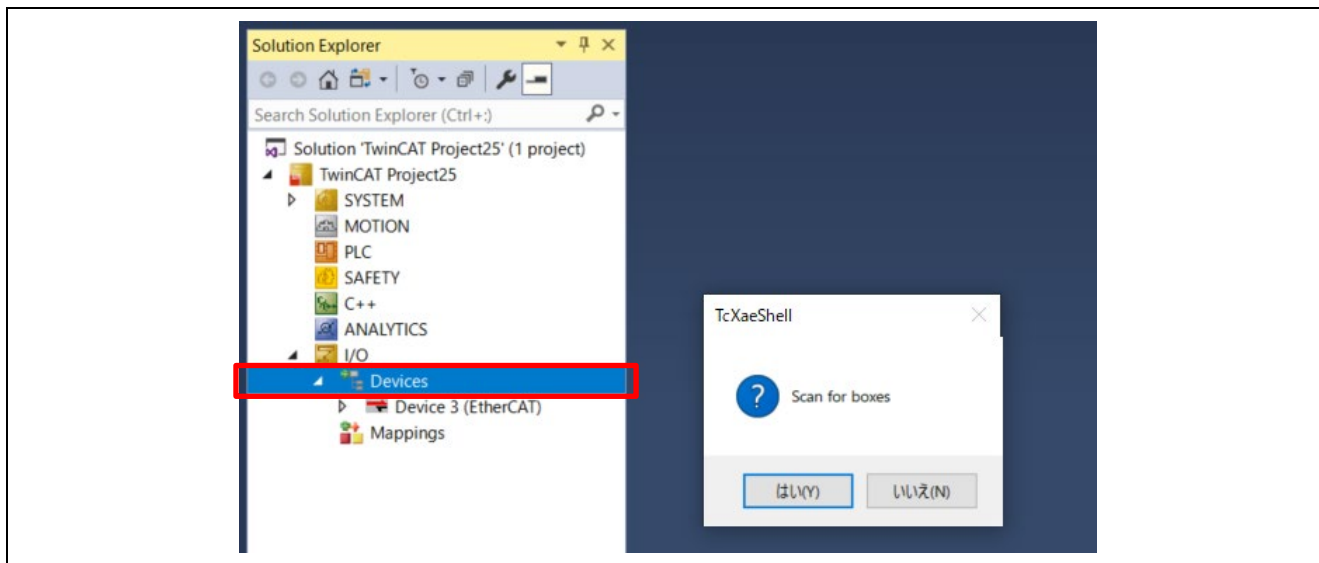 Solution Explorer
Search Solution Explorer (Ctrl+:)
Solution 'TwinCAT Project25' (1 project)
TwinCAT Project25
SYSTEM
MOTION
PLC
SAFETY
C++
ANALYTICS
I/O
Devices
Device 3 (EtherCAT)
Mappings
TcXaeShell
Scan for boxes
はい(Y)
いいえ(N)